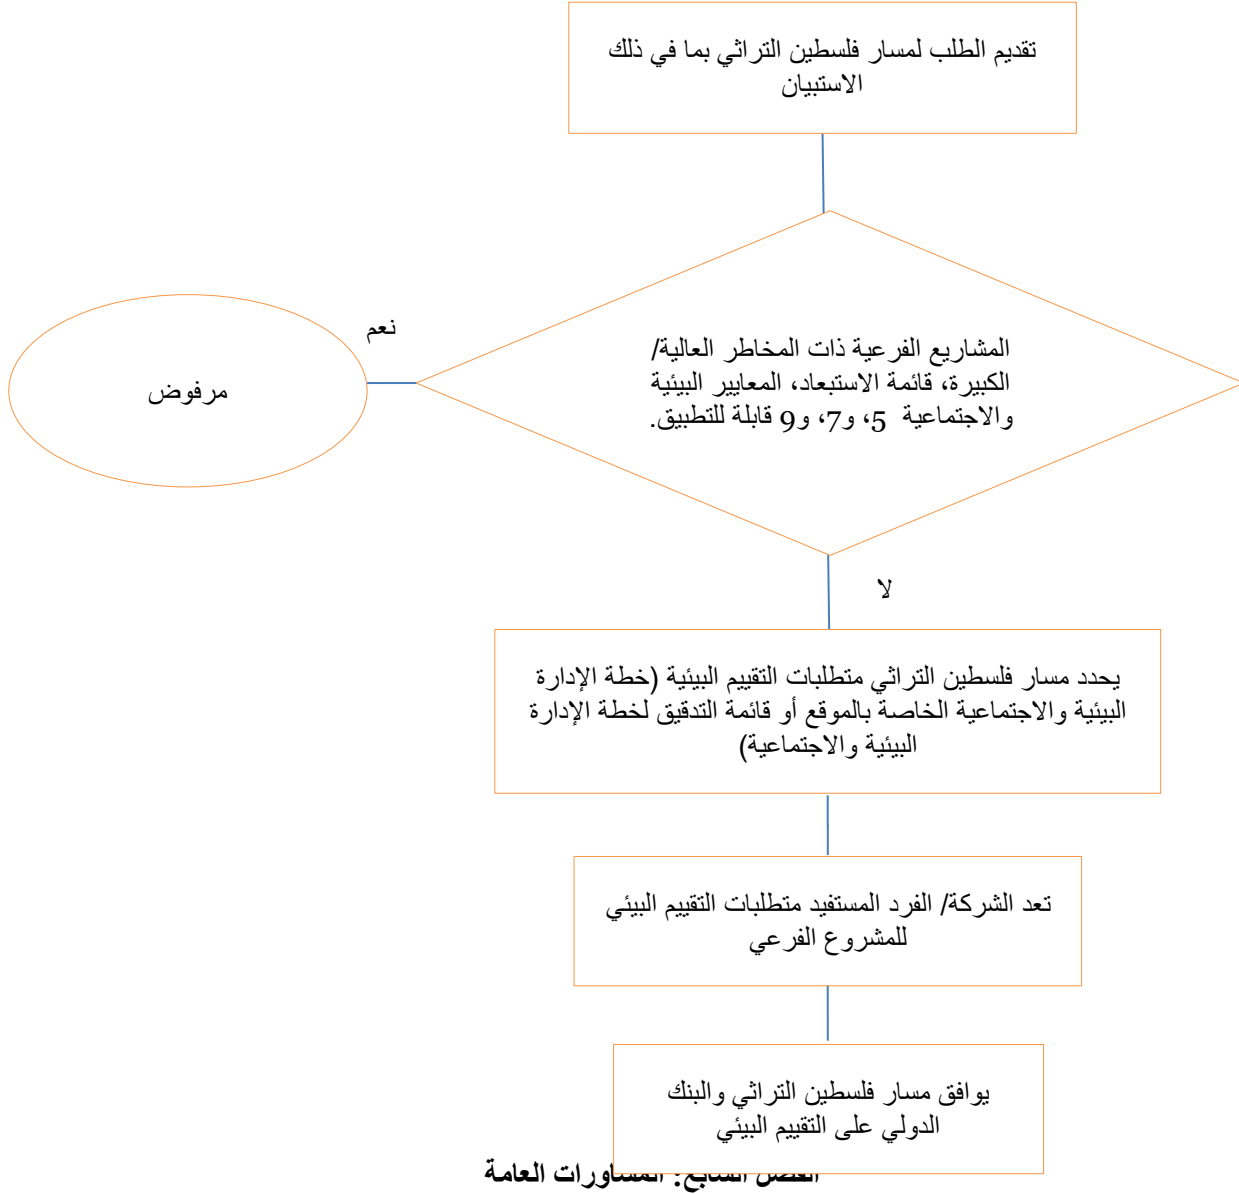 تقديم الطلب لمسار فلسطين التراثي بما في ذلك
الاستبيان
نعم
مرفوض
المشاريع الفرعية ذات المخاطر العالية/
الكبيرة، قائمة الاستبعاد، المعايير البيئية
والاجتماعية 5، و7، و9 قابلة للتطبيق.
لا
يحدد مسار فلسطين التراثي متطلبات التقييم البيئية (خطة الإدارة
البيئية والاجتماعية الخاصة بالموقع أو قائمة التدقيق لخطة الإدارة
البيئية والاجتماعية)
تعد الشركة/ الفرد المستفيد متطلبات التقييم البيئي
للمشروع الفرعي
يوافق مسار فلسطين التراثي والبنك
الدولي على التقييم البيئي
الفصل السابع: المشاورات العامة